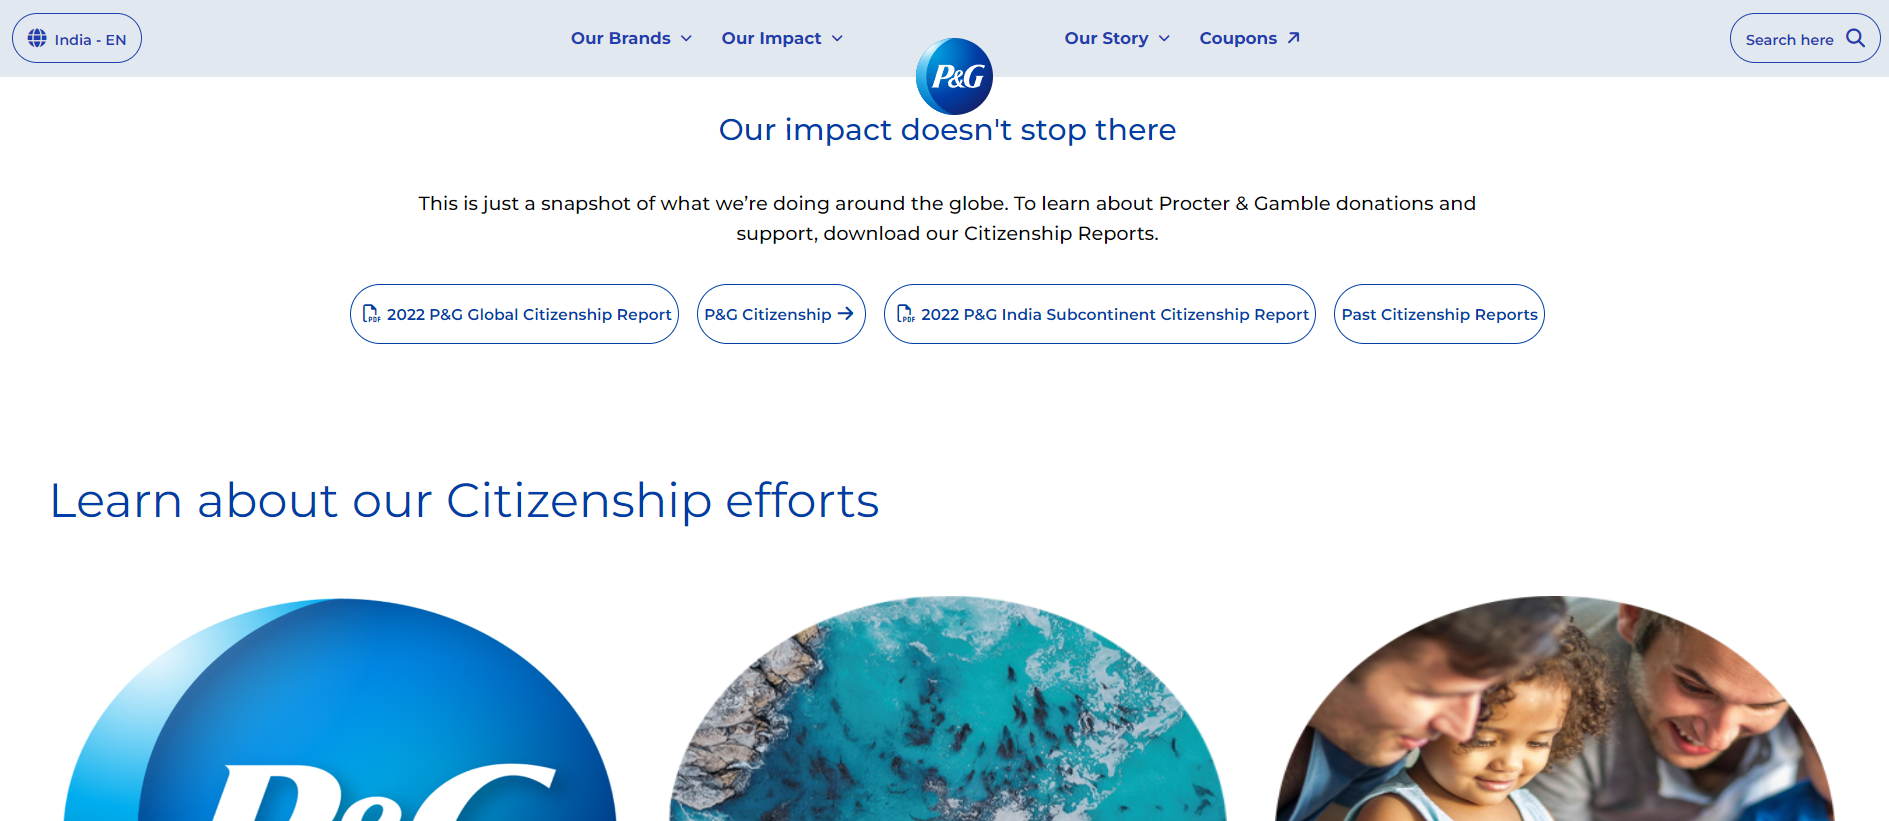 India - EN
Our Brands
Our Impact
P&G
Our Story
Coupons
Search here
Our impact doesn't stop there
This is just a snapshot of what we’re doing around the globe. To learn about Procter & Gamble donations and
support, download our Citizenship Reports.
PDF 2022 P&G Global Citizenship Report
P&G Citizenship
PDF 2022 P&G India Subcontinent Citizenship Report
Past Citizenship Reports
Learn about our Citizenship efforts
P&G